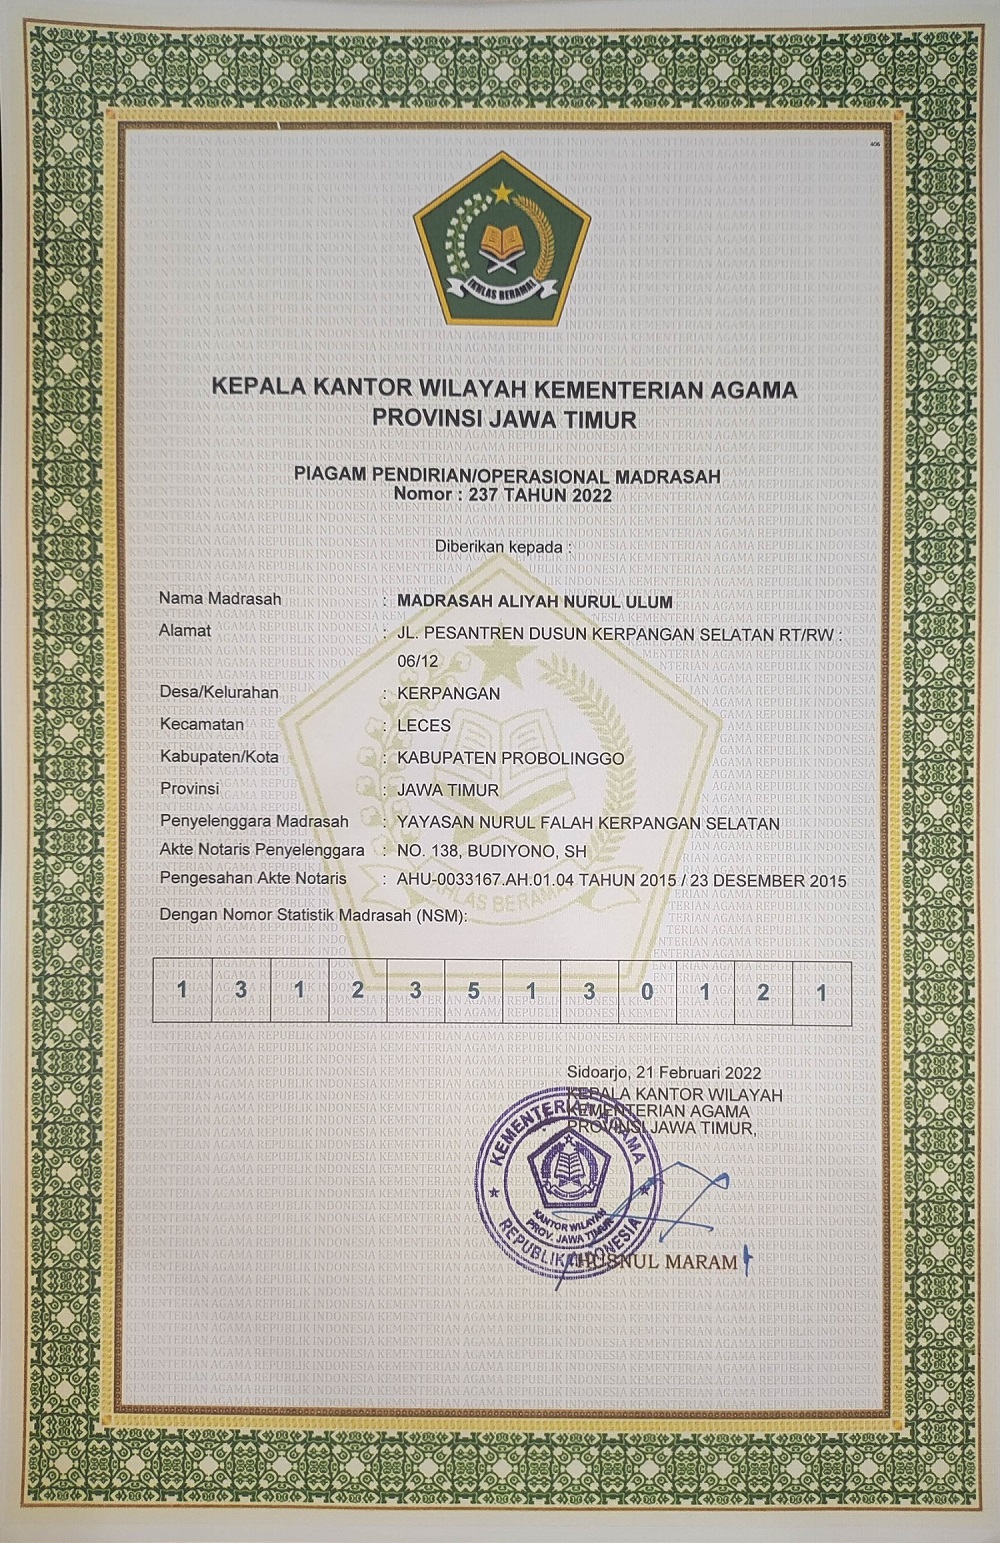 406
IKHLAS BERAMAL
KEPALA KANTOR WILAYAH KEMENTERIAN AGAMA
PROVINSI JAWA TIMUR
PIAGAM PENDIRIAN/OPERASIONAL MADRASAH
Nomor : 237 TAHUN 2022
Diberikan kepada :
Nama Madrasah : MADRASAH ALIYAH NURUL ULUM
Alamat : JL. PESANTREN DUSUN KERPANGAN SELATAN RT/RW :
06/12
Desa/Kelurahan : KERPANGAN
Kecamatan : LECES
Kabupaten/Kota : KABUPATEN PROBOLINGGO
Provinsi : JAWA TIMUR
Penyelenggara Madrasah : YAYASAN NURUL FALAH KERPANGAN SELATAN
Akte Notaris Penyelenggara : NO. 138, BUDIYONO, SH
Pengesahan Akte Notaris : AHU-0033167.AH.01.04 TAHUN 2015 / 23 DESEMBER 2015
Dengan Nomor Statistik Madrasah (NSM):
1 3 1 2 3 5 1 3 0 1 2 1
Sidoarjo, 21 Februari 2022
KEPALA KANTOR WILAYAH
KEMENTERIAN AGAMA
PROVINSI JAWA TIMUR,
KEMENTERIAN AGAMA
KANTOR WILAYAH
PROV. JAWA TIMUR
REPUBLIK INDONESIA
HUSNUL MARAM